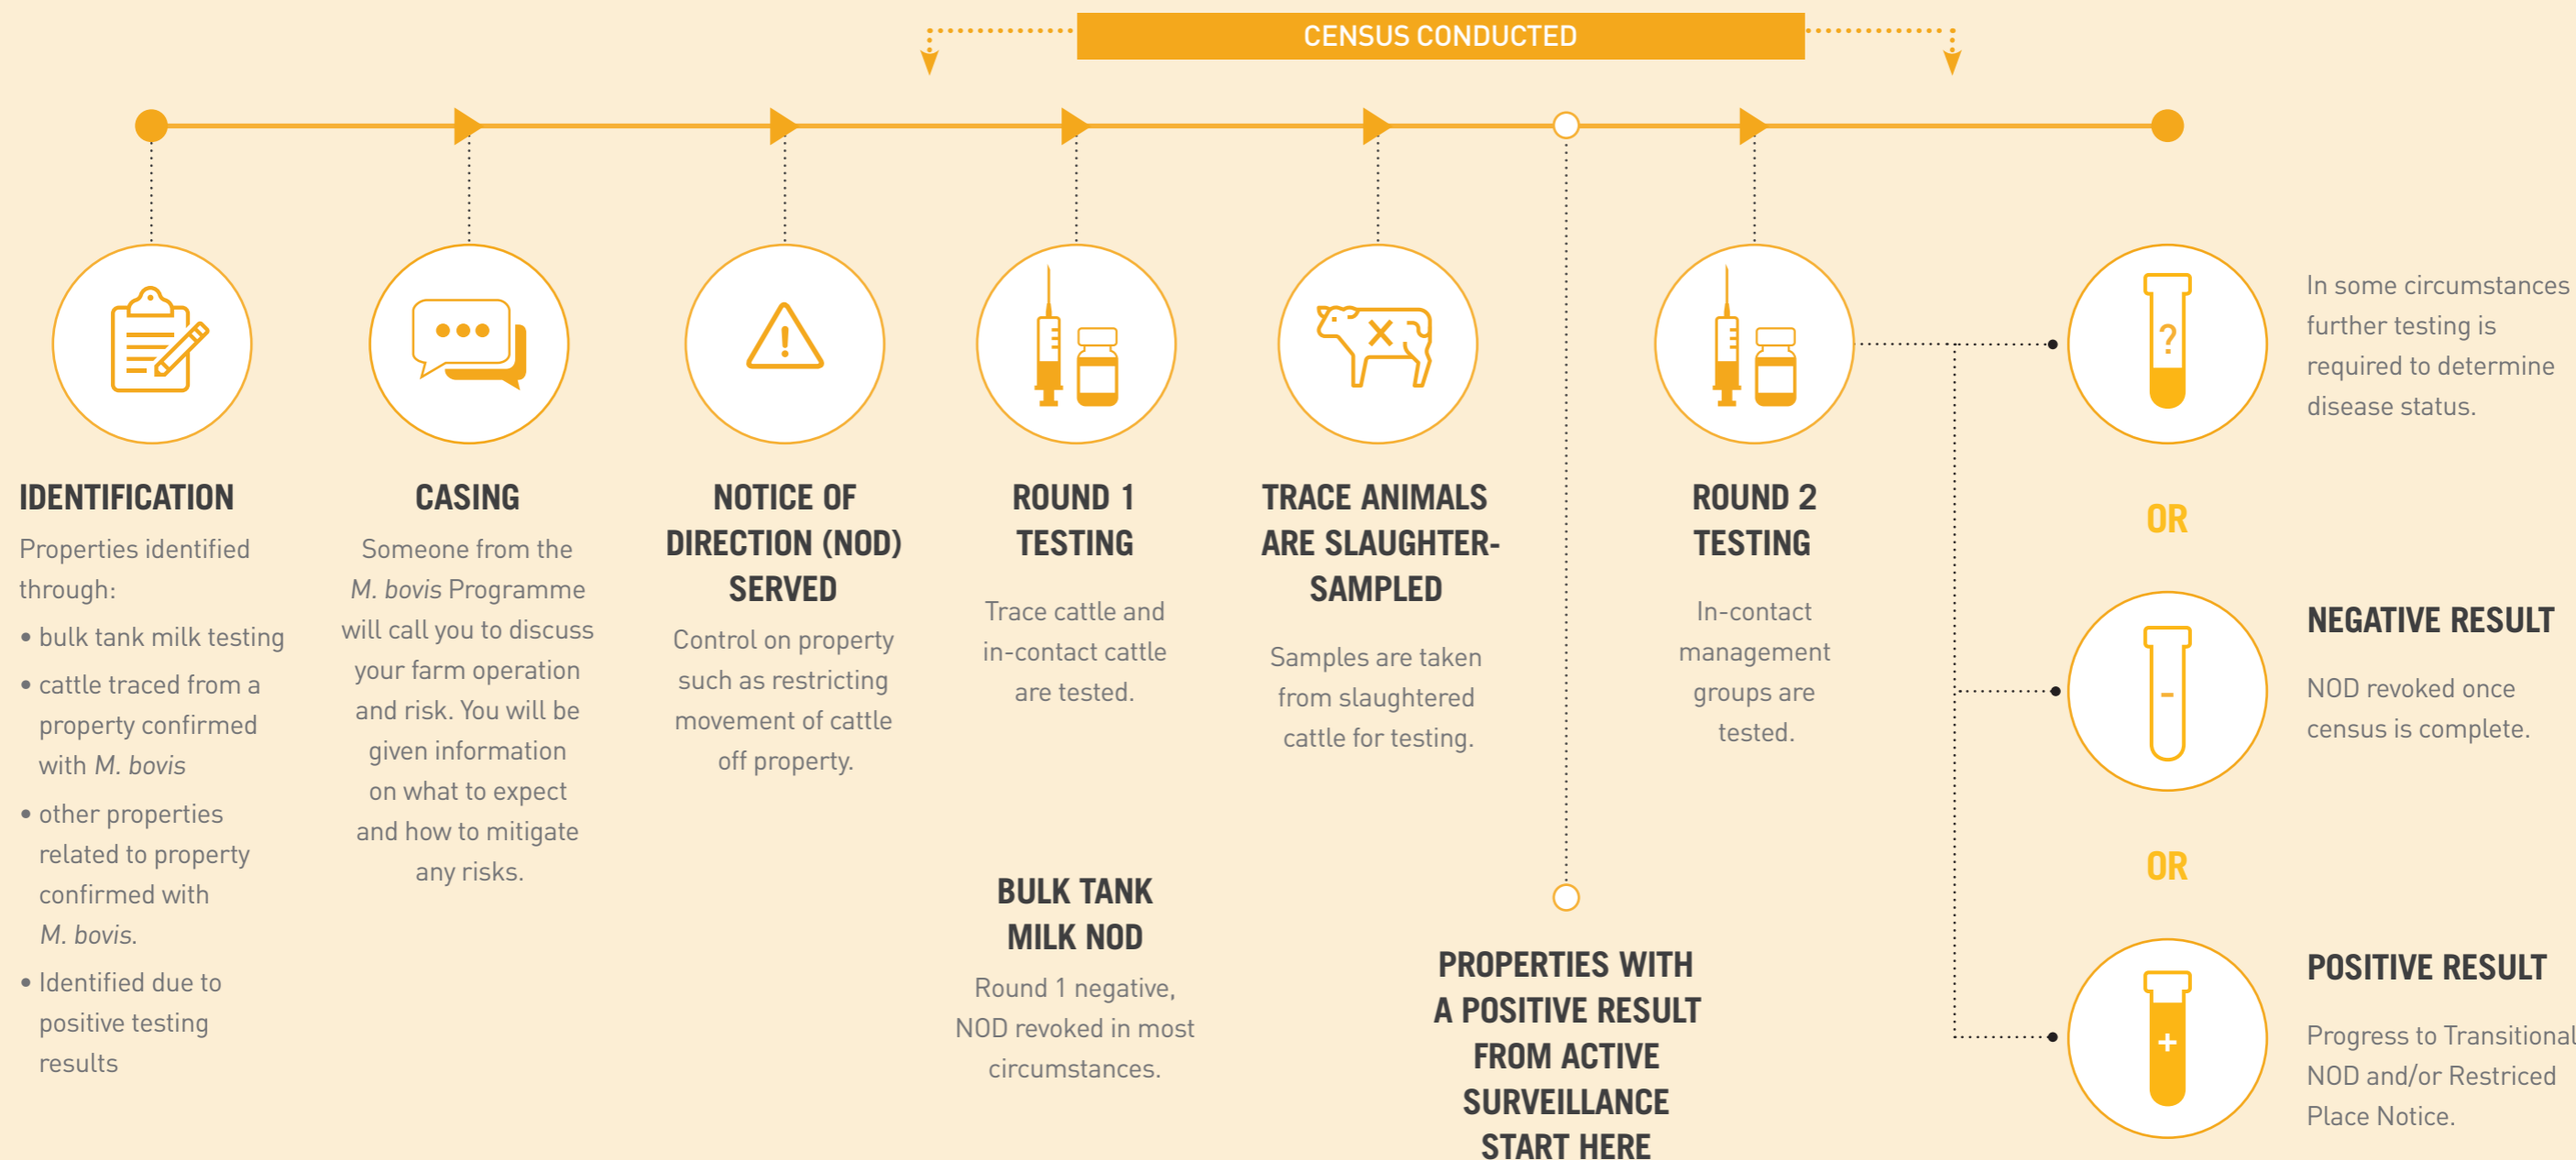 CENSUS CONDUCTED
IDENTIFICATION
Properties identified
through:
• bulk tank milk testing
• cattle traced from a
property confirmed
with M. bovis
• other properties
related to property
confirmed with
M. bovis.
• Identified due to
positive testing
results
CASING
Someone from the
M. bovis Programme
will call you to discuss
your farm operation
and risk. You will be
given information
on what to expect
and how to mitigate
any risks.
NOTICE OF
DIRECTION (NOD)
SERVED
Control on property
such as restricting
movement of cattle
off property.
ROUND 1
TESTING
Trace cattle and
in-contact cattle
are tested.
BULK TANK
MILK NOD
Round 1 negative,
NOD revoked in most
circumstances.
TRACE ANIMALS
ARE SLAUGHTER-
SAMPLED
Samples are taken
from slaughtered
cattle for testing.
PROPERTIES WITH
A POSITIVE RESULT
FROM ACTIVE
SURVEILLANCE
START HERE
ROUND 2
TESTING
In-contact
management
groups are
tested.
?
In some circumstances
further testing is
required to determine
disease status.
OR
-
NEGATIVE RESULT
NOD revoked once
census is complete.
OR
+
POSITIVE RESULT
Progress to Transitional
NOD and/or Restriced
Place Notice.